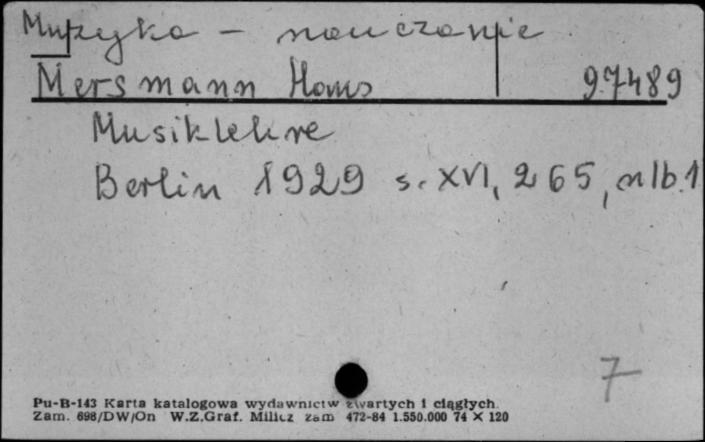 Muzyka - nauczanie
Mersmann Hans 97489
Musiklehre
Berlin 1929 s. XVI, 265, nlb. 1
7
Pu-B-143 Karta katalogowa wydawnictw zwartych i ciągłych.
Zam. 698/DW/On W.Z.Graf. Milicz zam 472-84 1.550.000 74 × 120